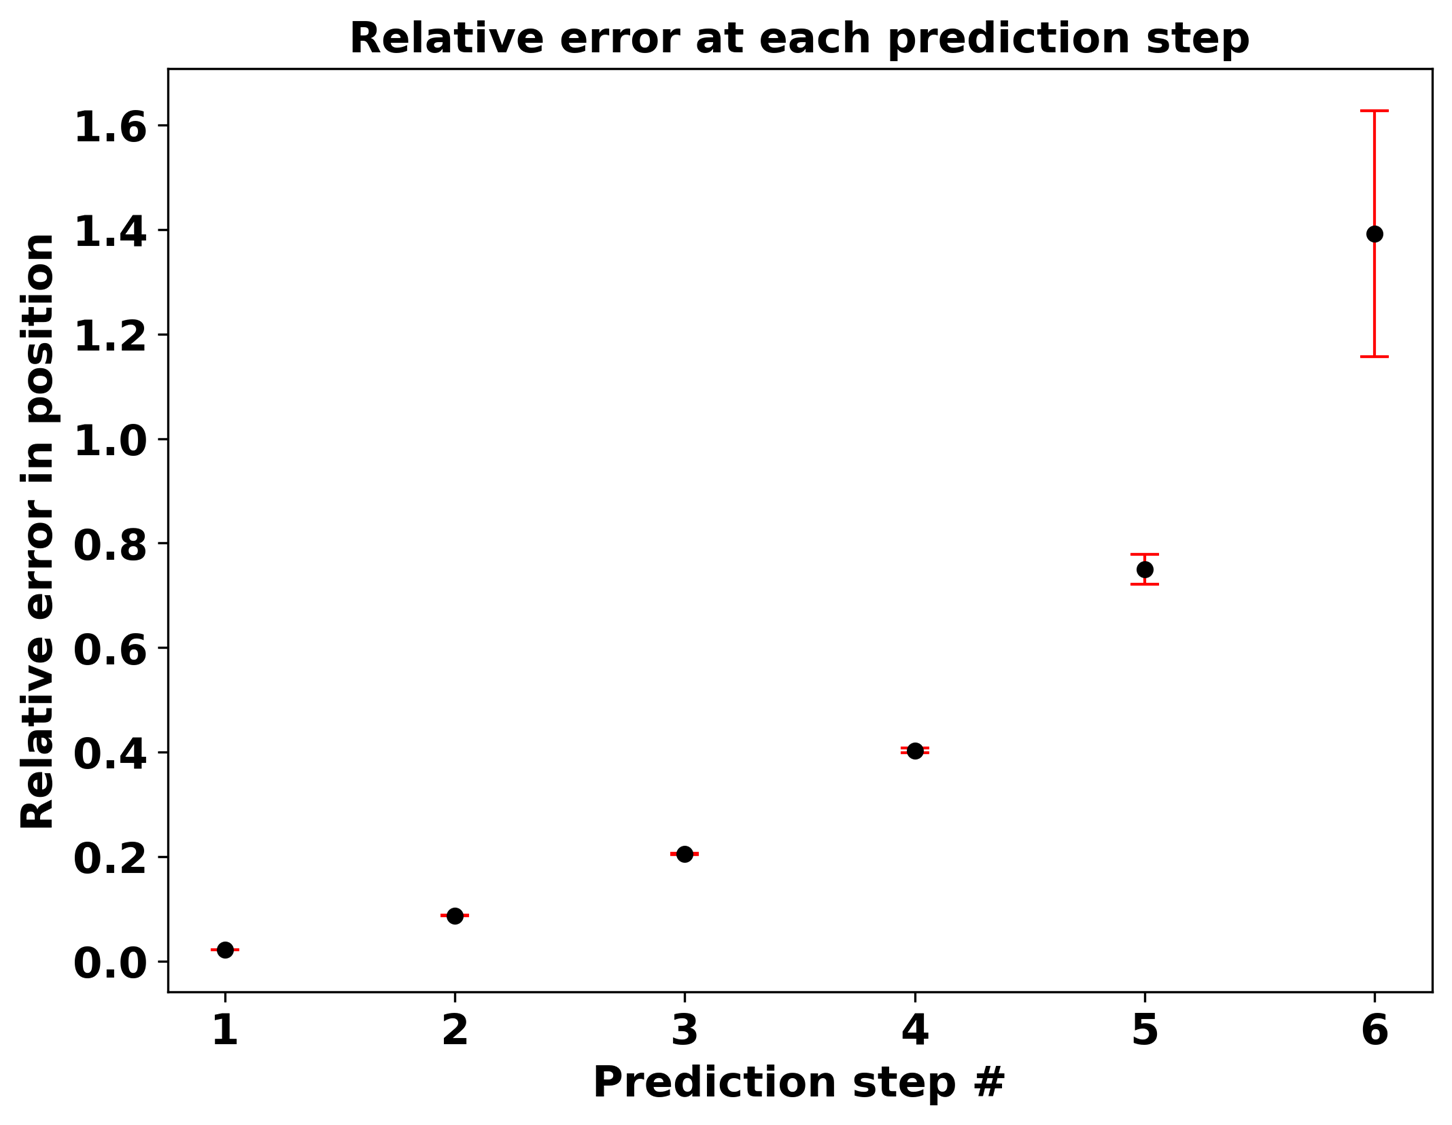 Relative error at each prediction step
Relative error in position
1.6
1.4
1.2
1.0
0.8
0.6
0.4
0.2
0.0
1 2 3 4 5 6
Prediction step #